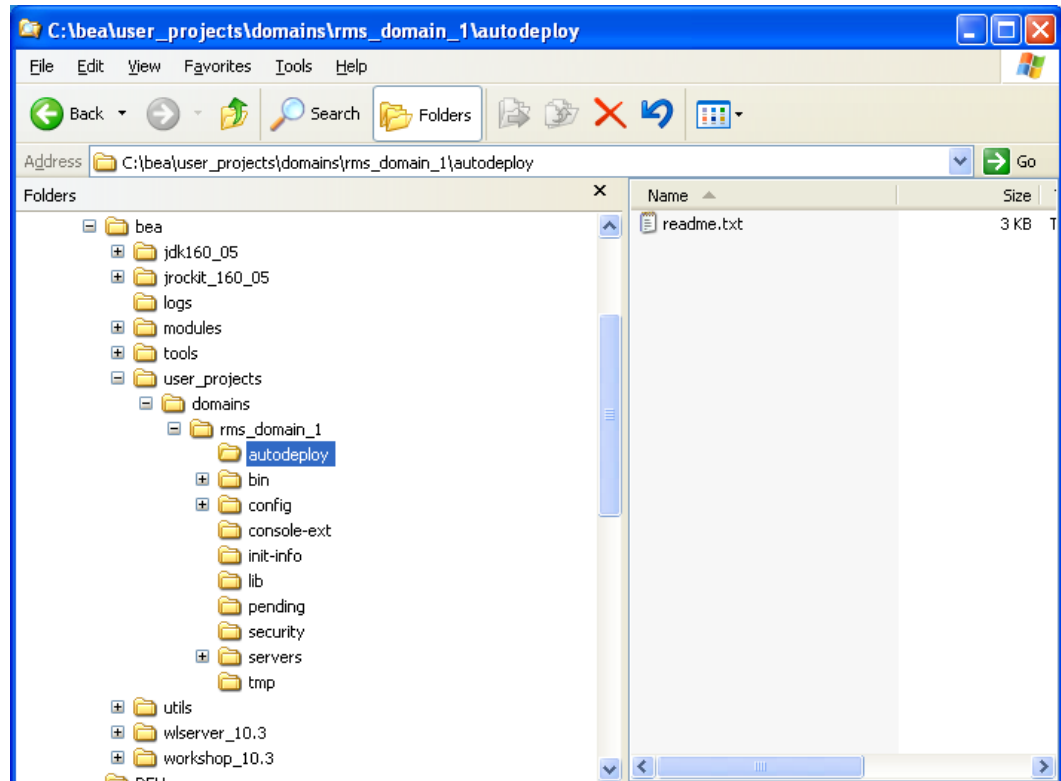 C:\bea\user_projects\domains\rms_domain_1\autodeploy
File Edit View Favorites Tools Help
Back Search Folders
Address C:\bea\user_projects\domains\rms_domain_1\autodeploy Go
Folders Name Size
bea
readme.txt 3 KB
jdk160_05
jrockit_160_05
logs
modules
tools
user_projects
domains
rms_domain_1
autodeploy
bin
config
console-ext
init-info
lib
pending
security
servers
tmp
utils
wlserver_10.3
workshop_10.3